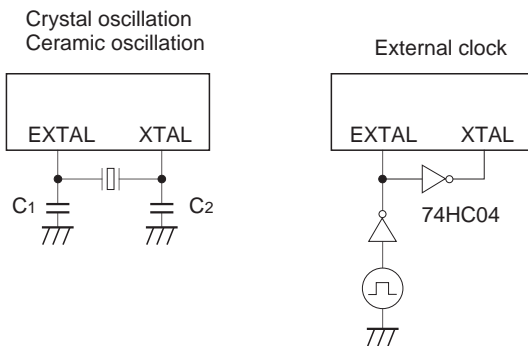 Crystal oscillation
Ceramic oscillation
External clock
EXTAL XTAL
EXTAL XTAL
C1
C2
74HC04